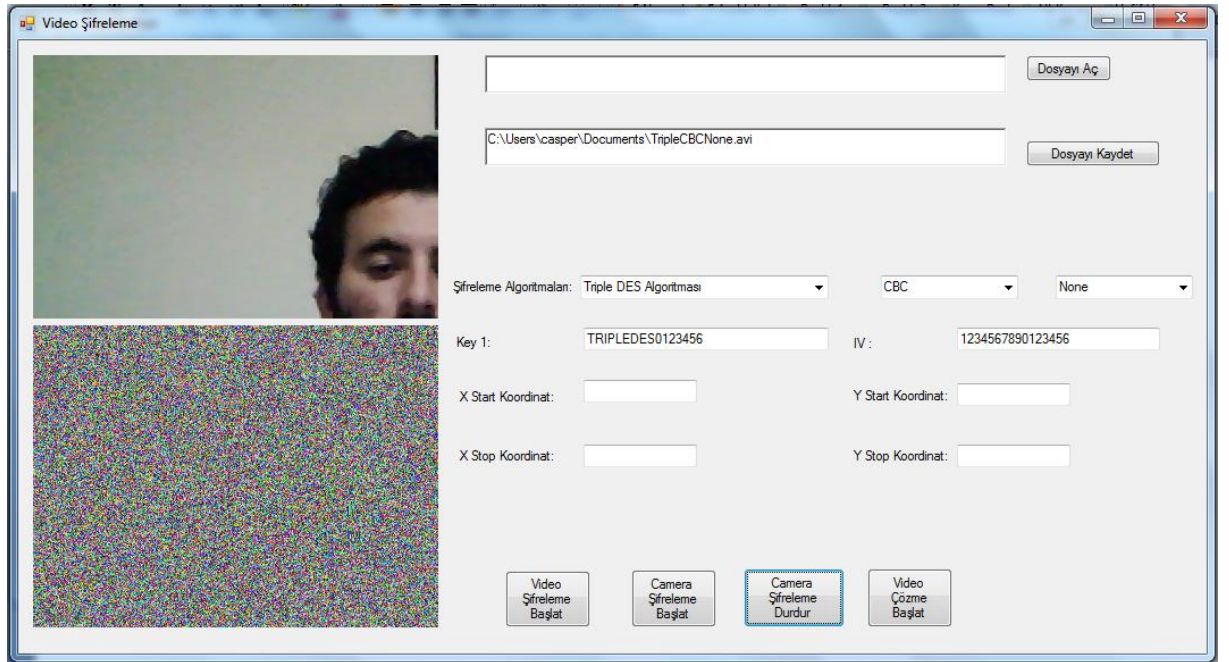 Video Şifreleme
Dosyayı Aç
C:\Users\casper\Documents\TripleCBCNone.avi
Dosyayı Kaydet
Şifreleme Algoritmaları: Triple DES Algoritması CBC None
Key 1: TRIPLEDES0123456 IV : 1234567890123456
X Start Koordinat: Y Start Koordinat:
X Stop Koordinat: Y Stop Koordinat:
Video Şifreleme Başlat
Camera Şifreleme Başlat
Camera Şifreleme Durdur
Video Çözme Başlat